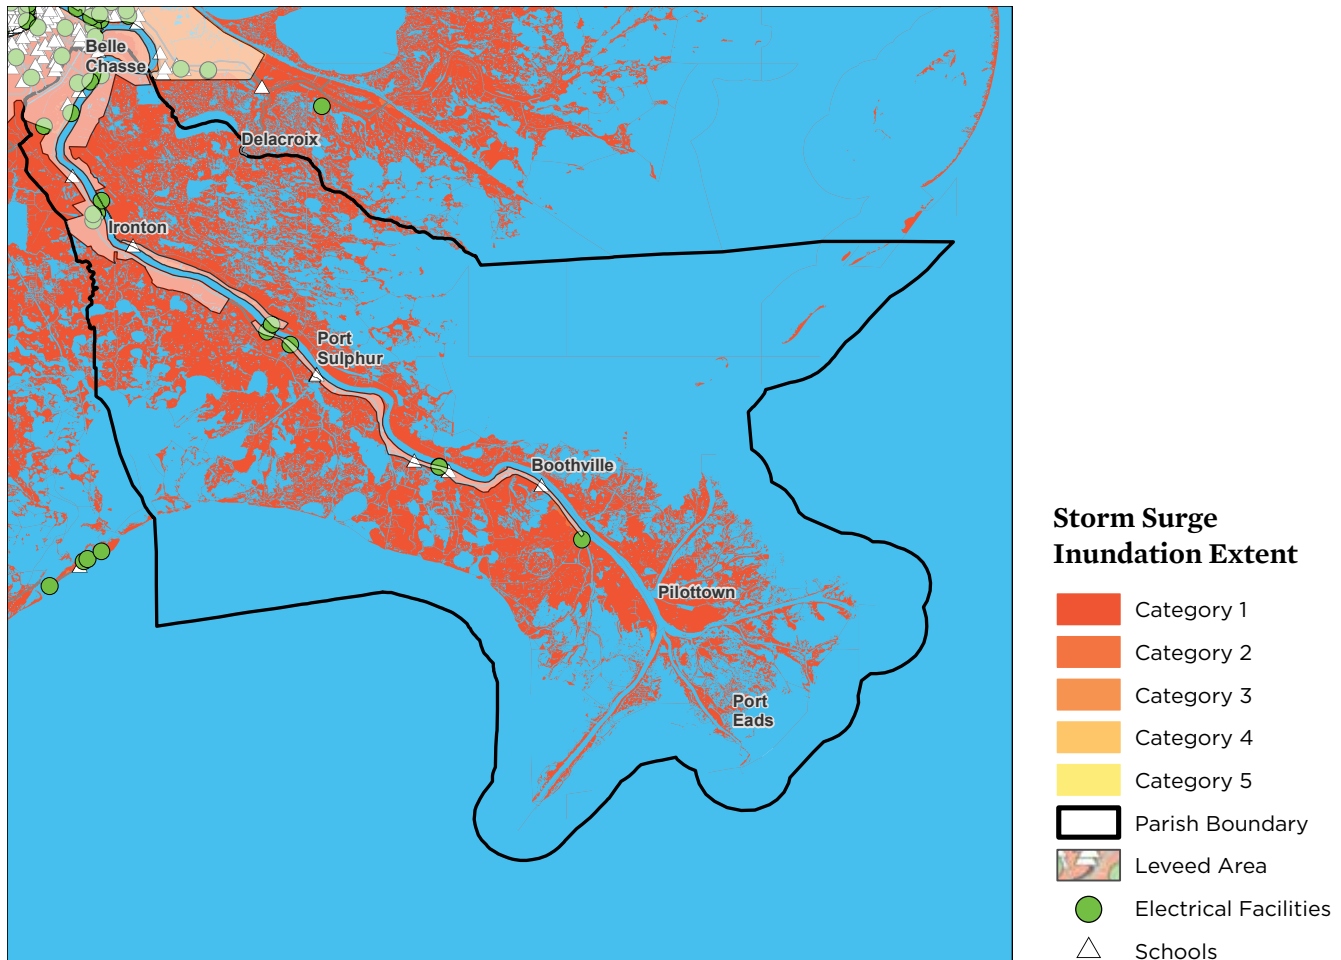 Belle
Chasse
Delacroix
Ironton
Port
Sulphur
Boothville
Pilottown
Port
Eads
Storm Surge
Inundation Extent
Category 1
Category 2
Category 3
Category 4
Category 5
Parish Boundary
Leveed Area
Electrical Facilities
Schools